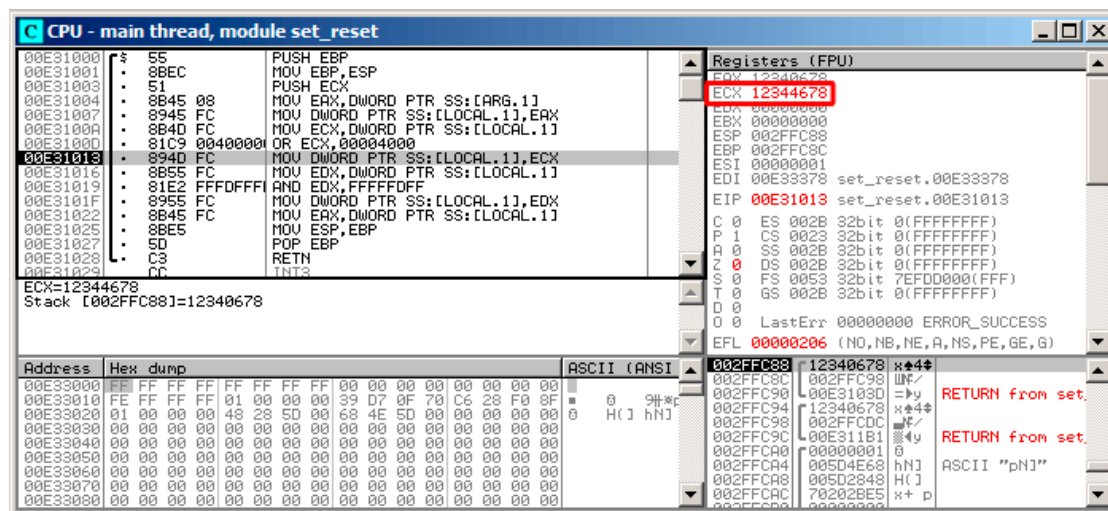 CPU - main thread, module set_reset
00E31000 $ 55 PUSH EBP
00E31001 . 8BEC MOV EBP,ESP
00E31003 . 51 PUSH ECX
00E31004 . 8B45 08 MOV EAX,DWORD PTR SS:[ARG.1]
00E31007 . 8945 FC MOV DWORD PTR SS:[LOCAL.1],EAX
00E3100A . 8B4D FC MOV ECX,DWORD PTR SS:[LOCAL.1]
00E3100D . 81C9 00400000 OR ECX,00004000
00E31013 . 894D FC MOV DWORD PTR SS:[LOCAL.1],ECX
00E31016 . 8B55 FC MOV EDX,DWORD PTR SS:[LOCAL.1]
00E31019 . 81E2 FFFDFFFF AND EDX,FFFFFDFF
00E3101F . 8955 FC MOV DWORD PTR SS:[LOCAL.1],EDX
00E31022 . 8B45 FC MOV EAX,DWORD PTR SS:[LOCAL.1]
00E31025 . 8BE5 MOV ESP,EBP
00E31027 . 5D POP EBP
00E31028 . C3 RETN
00E31029 CC INT3
ECX=12344678
Stack [002FFC88]=12340678
Registers (FPU)
EAX 12340678
ECX 12344678
EDX 00000000
EBX 00000000
ESP 002FFC88
EBP 002FFC8C
ESI 00000001
EDI 00E33378 set_reset.00E33378
EIP 00E31013 set_reset.00E31013
C 0 ES 002B 32bit 0(FFFFFFFF)
P 1 CS 0023 32bit 0(FFFFFFFF)
A 0 SS 002B 32bit 0(FFFFFFFF)
Z 0 DS 002B 32bit 0(FFFFFFFF)
S 0 FS 0053 32bit 7EFDD000(FFF)
T 0 GS 002B 32bit 0(FFFFFFFF)
D 0
O 0 LastErr 00000000 ERROR_SUCCESS
EFL 00000206 (NO,NB,NE,A,NS,PE,GE,G)
Address Hex dump ASCII (ANSI
00E33000 FF FF FF FF FF FF FF FF 00 00 00 00 00 00 00 00
00E33010 FE FF FF FF 01 00 00 00 39 D7 0F 70 C6 28 F0 8F
00E33020 01 00 00 00 48 28 5D 00 68 4E 5D 00 00 00 00 00 H(] hN]
00E33030 00 00 00 00 00 00 00 00 00 00 00 00 00 00 00 00
00E33040 00 00 00 00 00 00 00 00 00 00 00 00 00 00 00 00
00E33050 00 00 00 00 00 00 00 00 00 00 00 00 00 00 00 00
00E33060 00 00 00 00 00 00 00 00 00 00 00 00 00 00 00 00
00E33070 00 00 00 00 00 00 00 00 00 00 00 00 00 00 00 00
00E33080 00 00 00 00 00 00 00 00 00 00 00 00 00 00 00 00
002FFC88 12340678 x♠4‡
002FFC8C 002FFC98
002FFC90 00E3103D RETURN from set_
002FFC94 12340678 x♠4‡
002FFC98 002FFCDC
002FFC9C 00E311B1 RETURN from set_
002FFCA0 00000001
002FFCA4 005D4E68 hN] ASCII "pN]"
002FFCA8 005D2848 H(]
002FFCAC 70202BE5 x+ p